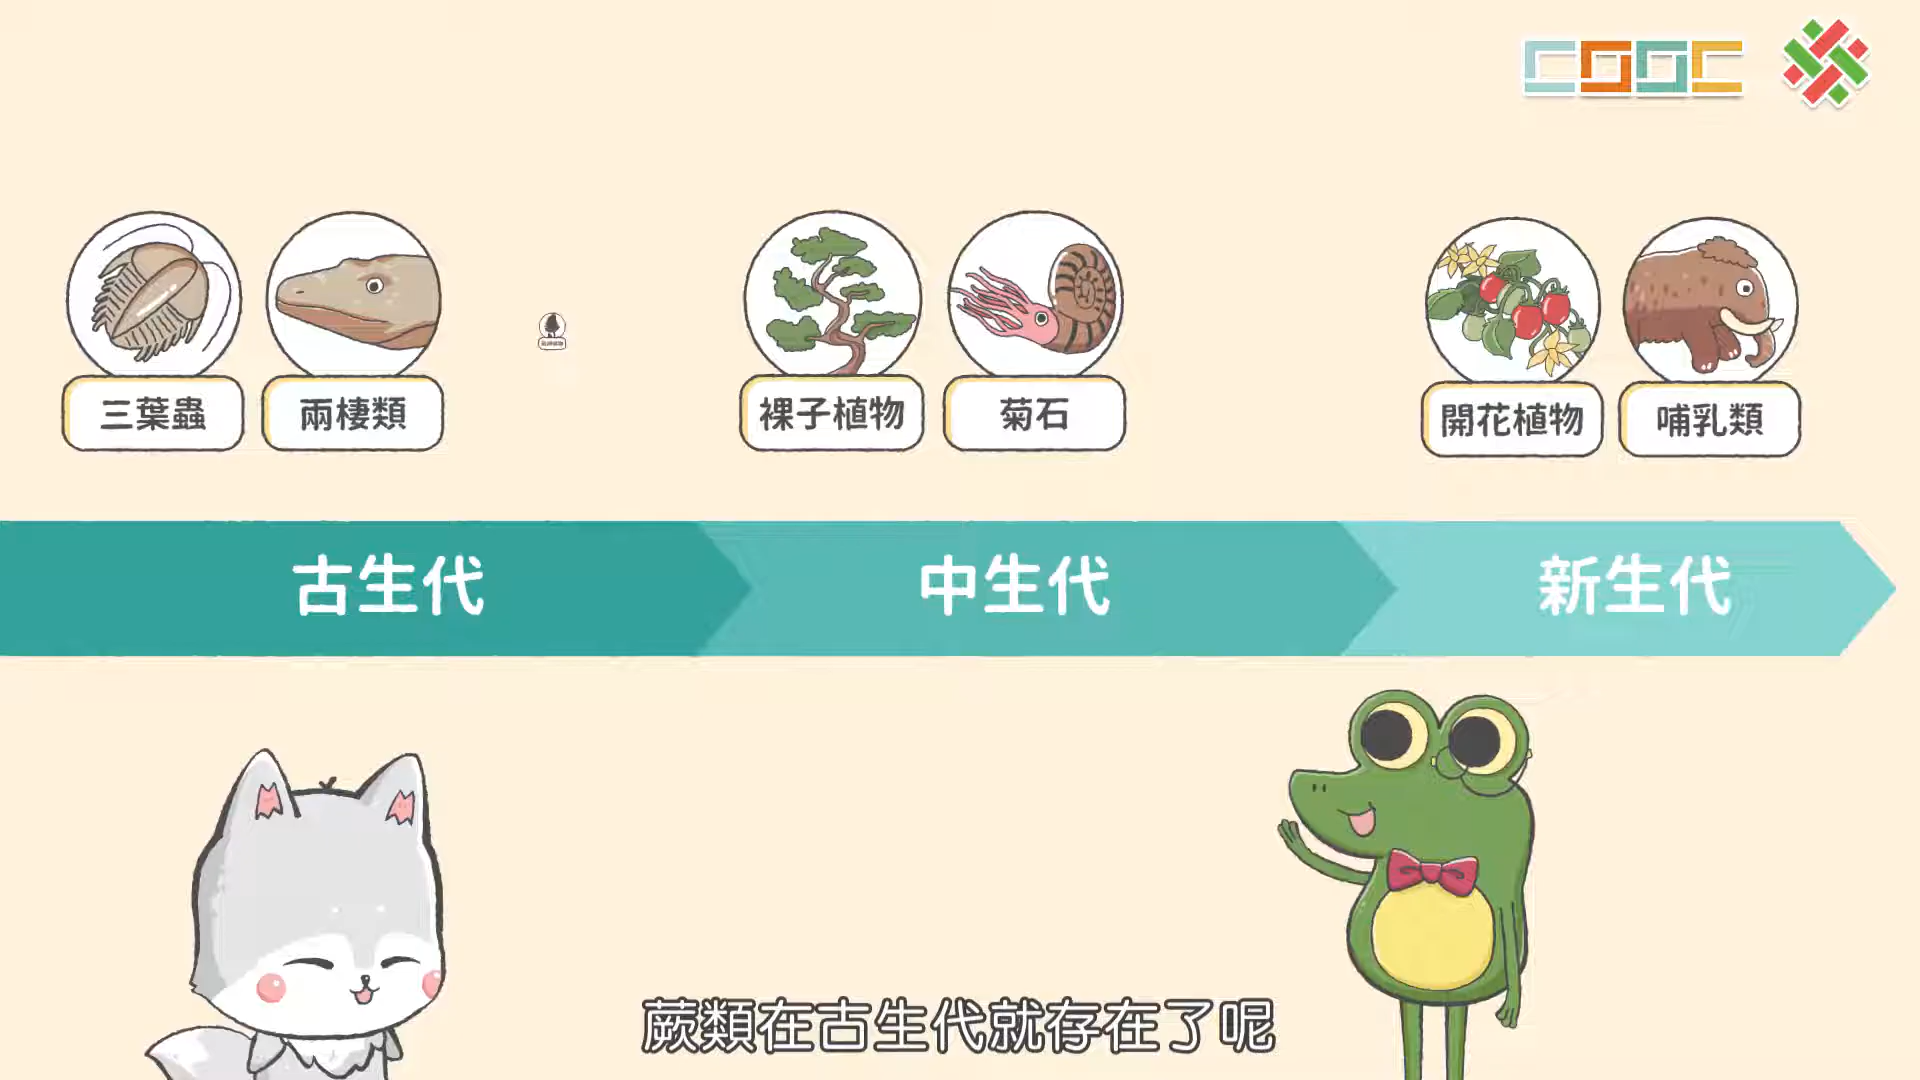 COOC
三葉蟲
兩棲類
裸子植物
菊石
開花植物
哺乳類
古生代
中生代
新生代
蕨類在古生代就存在了呢